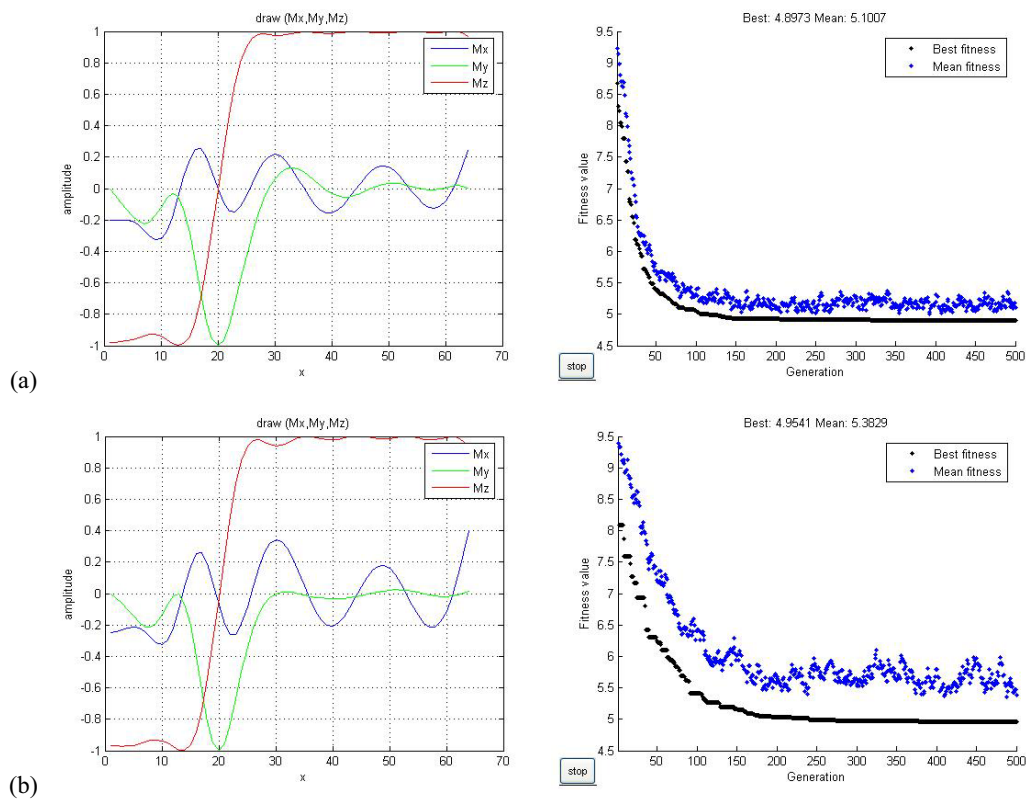 draw (Mx,My,Mz)
1
0.8
0.6
0.4
0.2
0
-0.2
-0.4
-0.6
-0.8
-1
amplitude
0 10 20 30 40 50 60 70
x
Mx
My
Mz
Best: 4.8973 Mean: 5.1007
9.5
9
8.5
8
7.5
7
6.5
6
5.5
5
4.5
Fitness value
50 100 150 200 250 300 350 400 450 500
Generation
Best fitness
Mean fitness
stop
(a)
draw (Mx,My,Mz)
1
0.8
0.6
0.4
0.2
0
-0.2
-0.4
-0.6
-0.8
-1
amplitude
0 10 20 30 40 50 60 70
x
Mx
My
Mz
Best: 4.9541 Mean: 5.3829
9.5
9
8.5
8
7.5
7
6.5
6
5.5
5
4.5
Fitness value
50 100 150 200 250 300 350 400 450 500
Generation
Best fitness
Mean fitness
stop
(b)